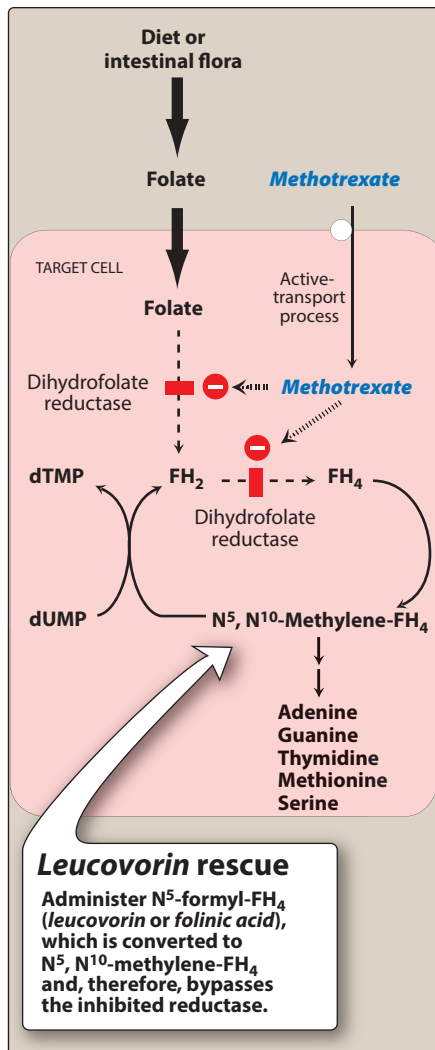 Diet or
intestinal flora
Folate
Methotrexate
TARGET CELL
Active-
transport
process
Folate
Dihydrofolate
reductase
Methotrexate
dTMP
FH₂
FH₄
Dihydrofolate
reductase
dUMP
N⁵, N¹⁰-Methylene-FH₄
Adenine
Guanine
Thymidine
Methionine
Serine
Leucovorin rescue
Administer N⁵-formyl-FH₄
(leucovorin or folinic acid),
which is converted to
N⁵, N¹⁰-methylene-FH₄
and, therefore, bypasses
the inhibited reductase.